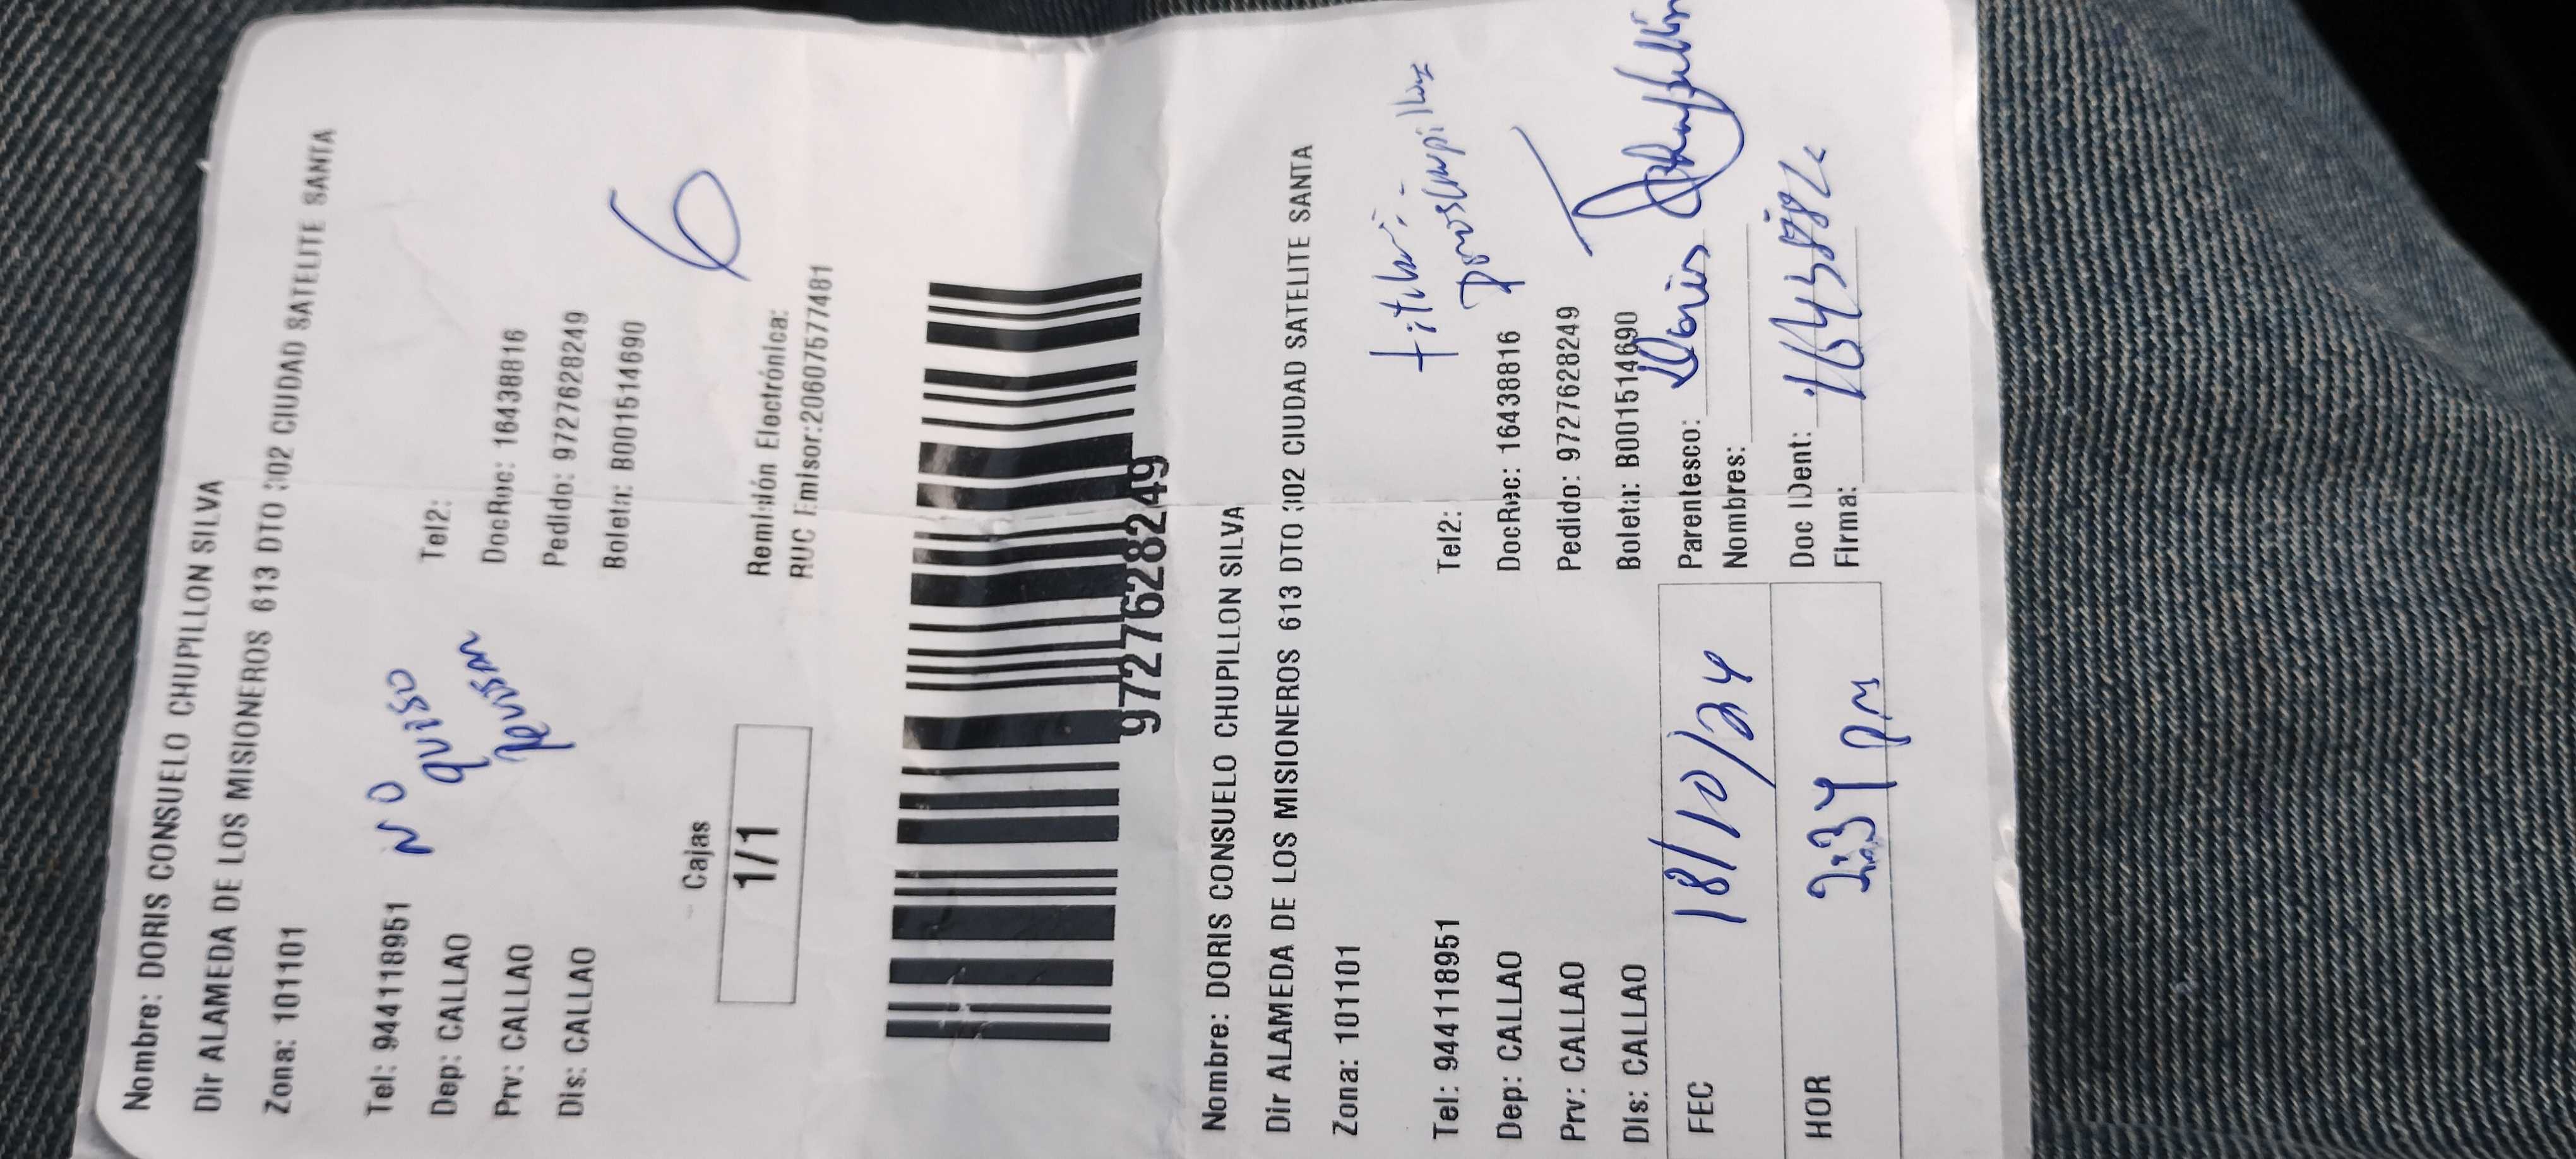 Nombre: DORIS CONSUELO CHUPILLON SILVA
Dir ALAMEDA DE LOS MISIONEROS 613 DTO 302 CIUDAD SATELITE SANTA
Zona: 101101
Tel: 944118951
Tel2:
Dep: CALLAO
DocRuc: 16438816
Prv: CALLAO
Pedido: 9727628249
Dis: CALLAO
Boleta: B001514690
NO
quiso
revisar
6
Cajas
1/1
Remisión Electrónica:
RUC Emisor:20607577481
9727628249
Nombre: DORIS CONSUELO CHUPILLON SILVA
Dir ALAMEDA DE LOS MISIONEROS 613 DTO 302 CIUDAD SATELITE SANTA
Zona: 101101
titular
Tel: 944118951
Tel2:
Dep: CALLAO
DocRuc: 16438816
Prv: CALLAO
Pedido: 9727628249
Dis: CALLAO
Boleta: B001514690
FEC 18/10/24
Parentesco: Doris
Nombres:
HOR 2:34 PM
Doc IDent:
Firma: